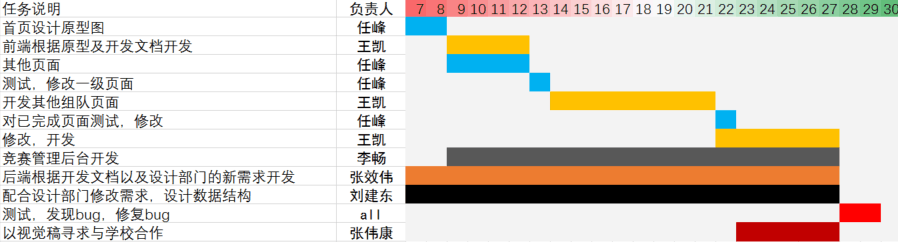 任务说明 负责人 7 8 9 10 11 12 13 14 15 16 17 18 19 20 21 22 23 24 25 26 27 28 29 30
首页设计原型图 任峰
前端根据原型及开发文档开发 王凯
其他页面 任峰
测试，修改一级页面 任峰
开发其他组队页面 王凯
对已完成页面测试，修改 任峰
修改，开发 王凯
竞赛管理后台开发 李畅
后端根据开发文档以及设计部门的新需求开发 张效伟
配合设计部门修改需求，设计数据结构 刘建东
测试，发现bug，修复bug all
以视觉稿寻求与学校合作 张伟康